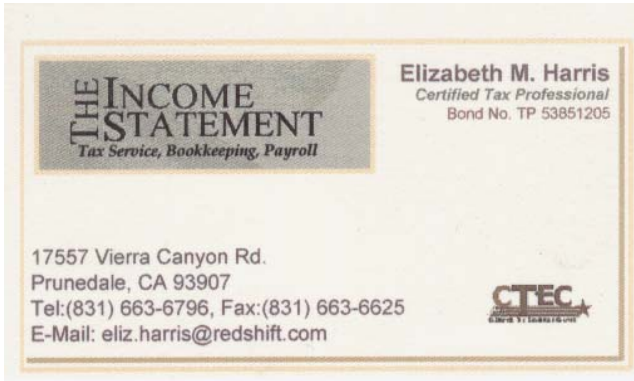 THE INCOME
STATEMENT
Tax Service, Bookkeeping, Payroll
Elizabeth M. Harris
Certified Tax Professional
Bond No. TP 53851205
17557 Vierra Canyon Rd.
Prunedale, CA 93907
Tel:(831) 663-6796, Fax:(831) 663-6625
E-Mail: eliz.harris@redshift.com
CTEC